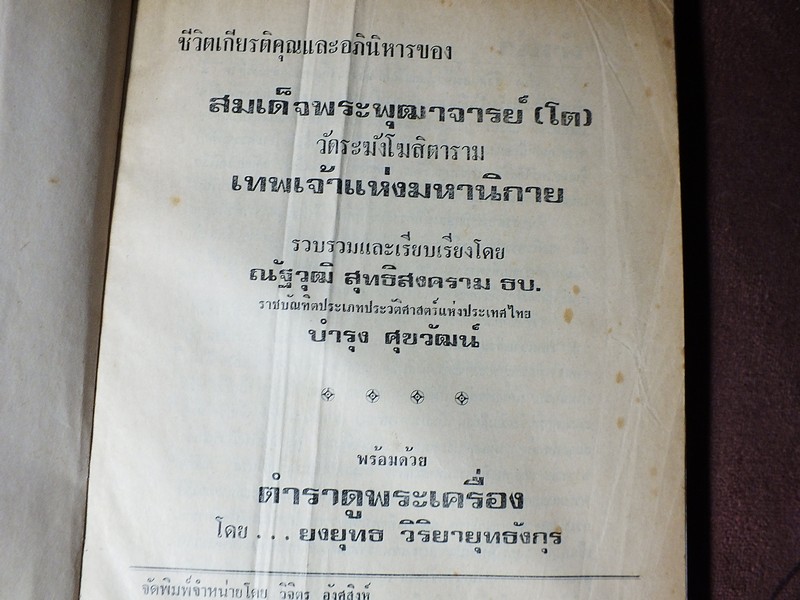 ชีวิตเกียรติคุณและอภินิหารของ
สมเด็จพระพุฒาจารย์ (โต)
วัดระฆังโฆสิตาราม
เทพเจ้าแห่งมหานิกาย
รวบรวมและเรียบเรียงโดย
ณัฐวุฒิ สุทธิสงคราม ธบ.
ราชบัณฑิตประเภทประวัติศาสตร์แห่งประเทศไทย
บำรุง ศุขวัฒน์
พร้อมด้วย
ตำราดูพระเครื่อง
โดย . . . ยงยุทธ วิริยายุทธังกุร
จัดพิมพ์จำหน่ายโดย วิจิตร อังศุสิงห์